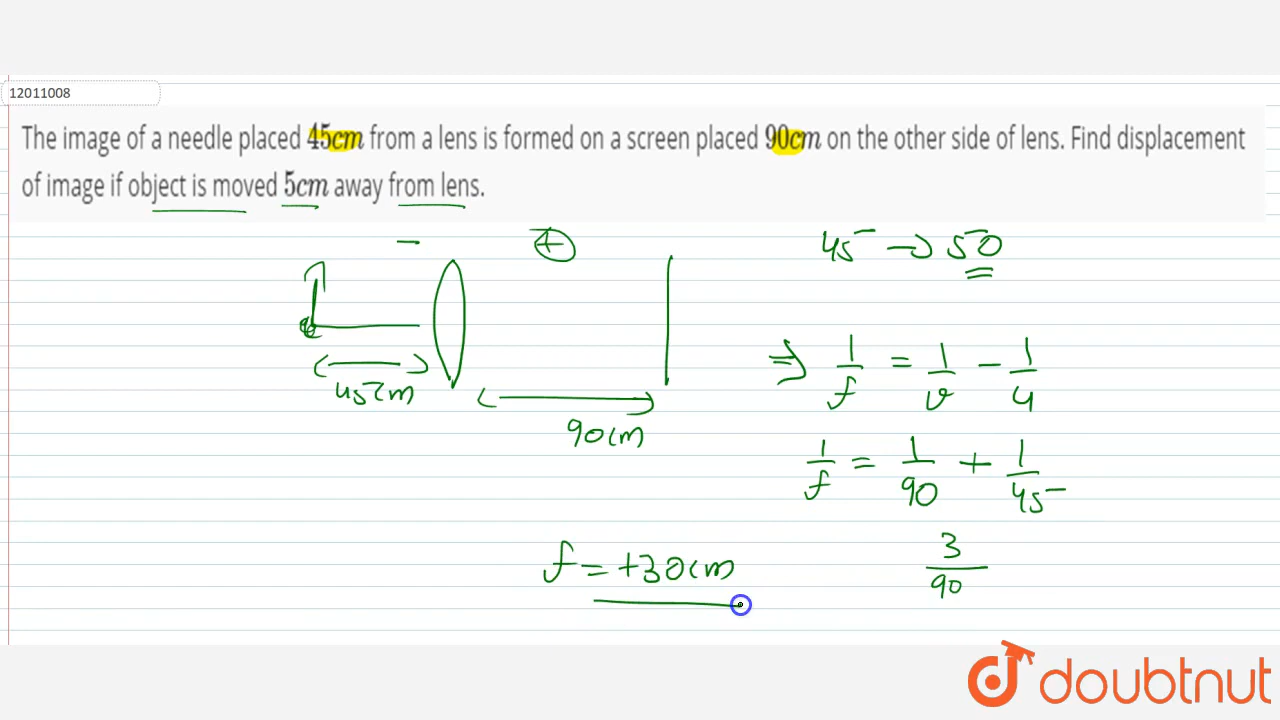 12011008
The image of a needle placed 45cm from a lens is formed on a screen placed 90cm on the other side of lens. Find displacement
of image if object is moved 5cm away from lens.
- +
45 → 50
45cm
90cm
⇒ 1/f = 1/v - 1/u
1/f = 1/90 + 1/45
3/90
f = +30cm
doubtnut